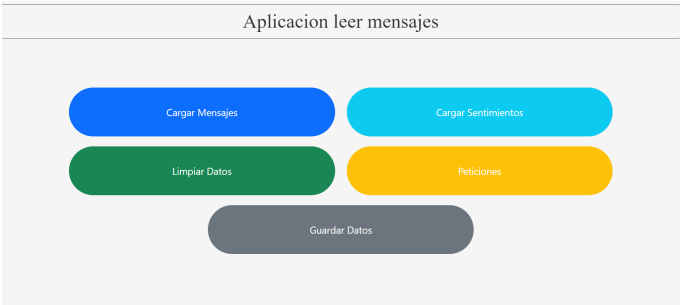 Aplicacion leer mensajes
Cargar Mensajes
Cargar Sentimientos
Limpiar Datos
Peticiones
Guardar Datos